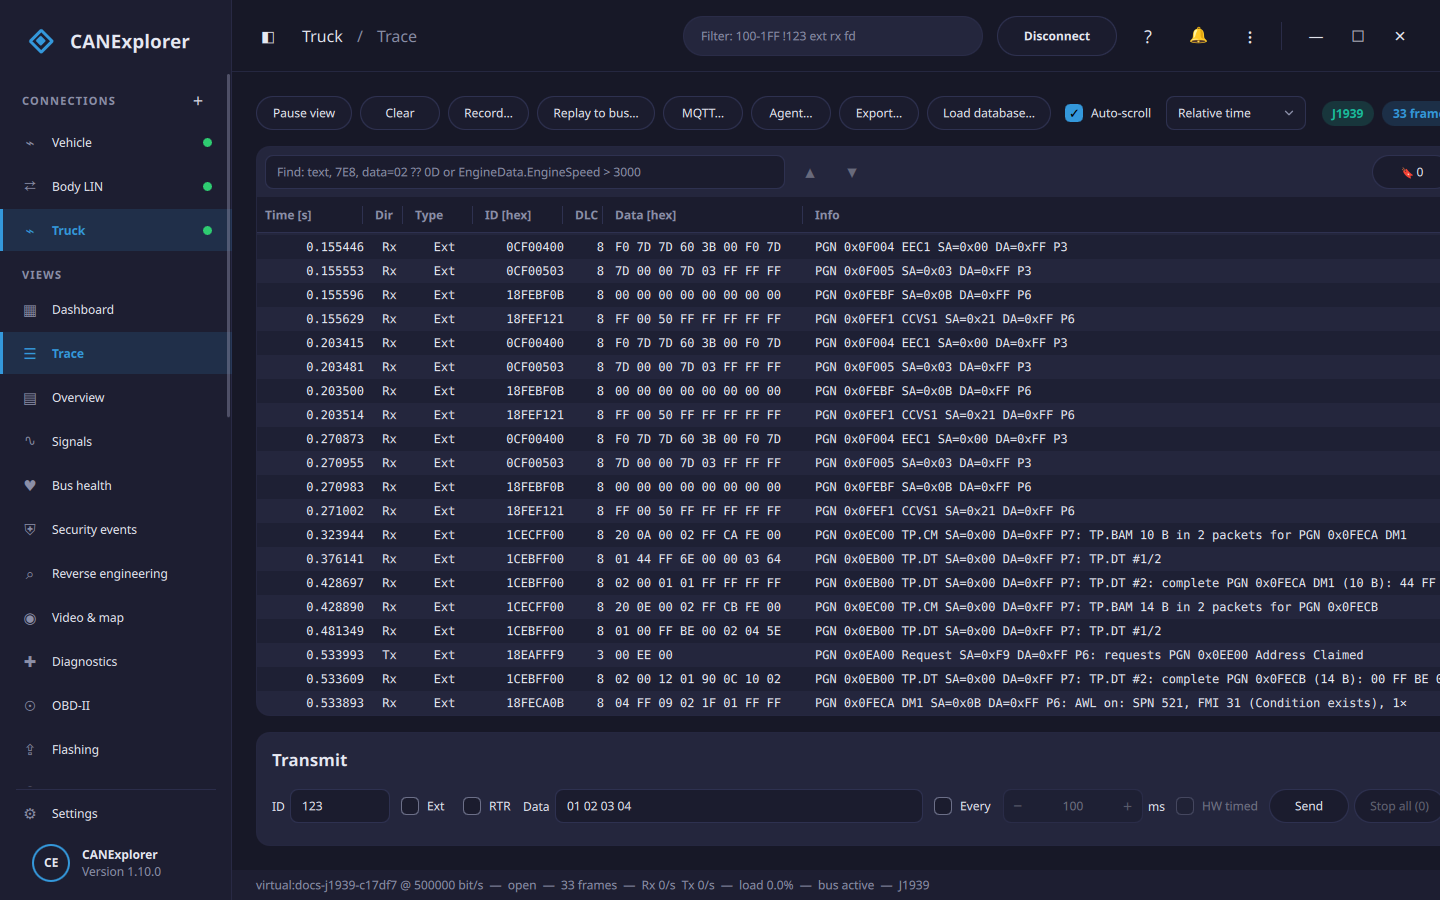 CANExplorer
Truck / Trace
Filter: 100-1FF !123 ext rx fd
Disconnect
?
CONNECTIONS +
Vehicle
Body LIN
Truck
VIEWS
Dashboard
Trace
Overview
Signals
Bus health
Security events
Reverse engineering
Video & map
Diagnostics
OBD-II
Flashing
Settings
CE
CANExplorer
Version 1.10.0
Pause view Clear Record... Replay to bus... MQTT... Agent... Export... Load database... ✓ Auto-scroll Relative time J1939 33 fram
Find: text, 7E8, data=02 ?? 0D or EngineData.EngineSpeed > 3000 ▲ ▼ 0
Time [s] Dir Type ID [hex] DLC Data [hex] Info
0.155446 Rx Ext 0CF00400 8 F0 7D 7D 60 3B 00 F0 7D PGN 0x0F004 EEC1 SA=0x00 DA=0xFF P3
0.155553 Rx Ext 0CF00503 8 7D 00 00 7D 03 FF FF FF PGN 0x0F005 SA=0x03 DA=0xFF P3
0.155596 Rx Ext 18FEBF0B 8 00 00 00 00 00 00 00 00 PGN 0x0FEBF SA=0x0B DA=0xFF P6
0.155629 Rx Ext 18FEF121 8 FF 00 50 FF FF FF FF FF PGN 0x0FEF1 CCVS1 SA=0x21 DA=0xFF P6
0.203415 Rx Ext 0CF00400 8 F0 7D 7D 60 3B 00 F0 7D PGN 0x0F004 EEC1 SA=0x00 DA=0xFF P3
0.203481 Rx Ext 0CF00503 8 7D 00 00 7D 03 FF FF FF PGN 0x0F005 SA=0x03 DA=0xFF P3
0.203500 Rx Ext 18FEBF0B 8 00 00 00 00 00 00 00 00 PGN 0x0FEBF SA=0x0B DA=0xFF P6
0.203514 Rx Ext 18FEF121 8 FF 00 50 FF FF FF FF FF PGN 0x0FEF1 CCVS1 SA=0x21 DA=0xFF P6
0.270873 Rx Ext 0CF00400 8 F0 7D 7D 60 3B 00 F0 7D PGN 0x0F004 EEC1 SA=0x00 DA=0xFF P3
0.270955 Rx Ext 0CF00503 8 7D 00 00 7D 03 FF FF FF PGN 0x0F005 SA=0x03 DA=0xFF P3
0.270983 Rx Ext 18FEBF0B 8 00 00 00 00 00 00 00 00 PGN 0x0FEBF SA=0x0B DA=0xFF P6
0.271002 Rx Ext 18FEF121 8 FF 00 50 FF FF FF FF FF PGN 0x0FEF1 CCVS1 SA=0x21 DA=0xFF P6
0.323944 Rx Ext 1CECFF00 8 20 0A 00 02 FF CA FE 00 PGN 0x0EC00 TP.CM SA=0x00 DA=0xFF P7: TP.BAM 10 B in 2 packets for PGN 0x0FECA DM1
0.376141 Rx Ext 1CEBFF00 8 01 44 FF 6E 00 00 03 64 PGN 0x0EB00 TP.DT SA=0x00 DA=0xFF P7: TP.DT #1/2
0.428697 Rx Ext 1CEBFF00 8 02 00 01 01 FF FF FF FF PGN 0x0EB00 TP.DT SA=0x00 DA=0xFF P7: TP.DT #2: complete PGN 0x0FECA DM1 (10 B): 44 FF
0.428890 Rx Ext 1CECFF00 8 20 0E 00 02 FF CB FE 00 PGN 0x0EC00 TP.CM SA=0x00 DA=0xFF P7: TP.BAM 14 B in 2 packets for PGN 0x0FECB
0.481349 Rx Ext 1CEBFF00 8 01 00 FF BE 00 02 04 5E PGN 0x0EB00 TP.DT SA=0x00 DA=0xFF P7: TP.DT #1/2
0.533993 Tx Ext 18EAFFF9 3 00 EE 00 PGN 0x0EA00 Request SA=0xF9 DA=0xFF P6: requests PGN 0x0EE00 Address Claimed
0.533609 Rx Ext 1CEBFF00 8 02 00 12 01 90 0C 10 02 PGN 0x0EB00 TP.DT SA=0x00 DA=0xFF P7: TP.DT #2: complete PGN 0x0FECB (14 B): 00 FF BE
0.533893 Rx Ext 18FECA0B 8 04 FF 09 02 1F 01 FF FF PGN 0x0FECA DM1 SA=0x0B DA=0xFF P6: AWL on: SPN 521, FMI 31 (Condition exists), 1×
Transmit
ID 123 Ext RTR Data 01 02 03 04 Every − 100 + ms HW timed Send Stop all (0)
virtual:docs-j1939-c17df7 @ 500000 bit/s — open — 33 frames — Rx 0/s Tx 0/s — load 0.0% — bus active — J1939